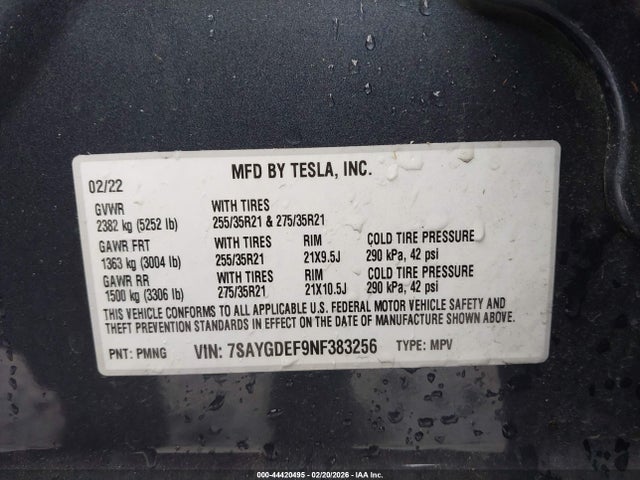 MFD BY TESLA, INC.
02/22
GVWR WITH TIRES
2382 kg (5252 lb) 255/35R21 & 275/35R21
GAWR FRT WITH TIRES RIM COLD TIRE PRESSURE
1363 kg (3004 lb) 255/35R21 21X9.5J 290 kPa, 42 psi
GAWR RR WITH TIRES RIM COLD TIRE PRESSURE
1500 kg (3306 lb) 275/35R21 21X10.5J 290 kPa, 42 psi
THIS VEHICLE CONFORMS TO ALL APPLICABLE U.S. FEDERAL MOTOR VEHICLE SAFETY AND
THEFT PREVENTION STANDARDS IN EFFECT ON THE DATE OF MANUFACTURE SHOWN ABOVE.
PNT: PMNG VIN: 7SAYGDEF9NF383256 TYPE: MPV
000-44420495 - 02/20/2026 - IAA Inc.